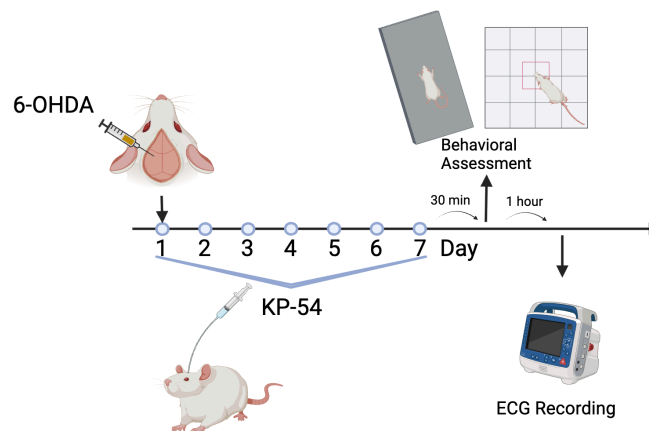 6-OHDA
Behavioral
Assessment
30 min
1 hour
1 2 3 4 5 6 7 Day
KP-54
ECG Recording